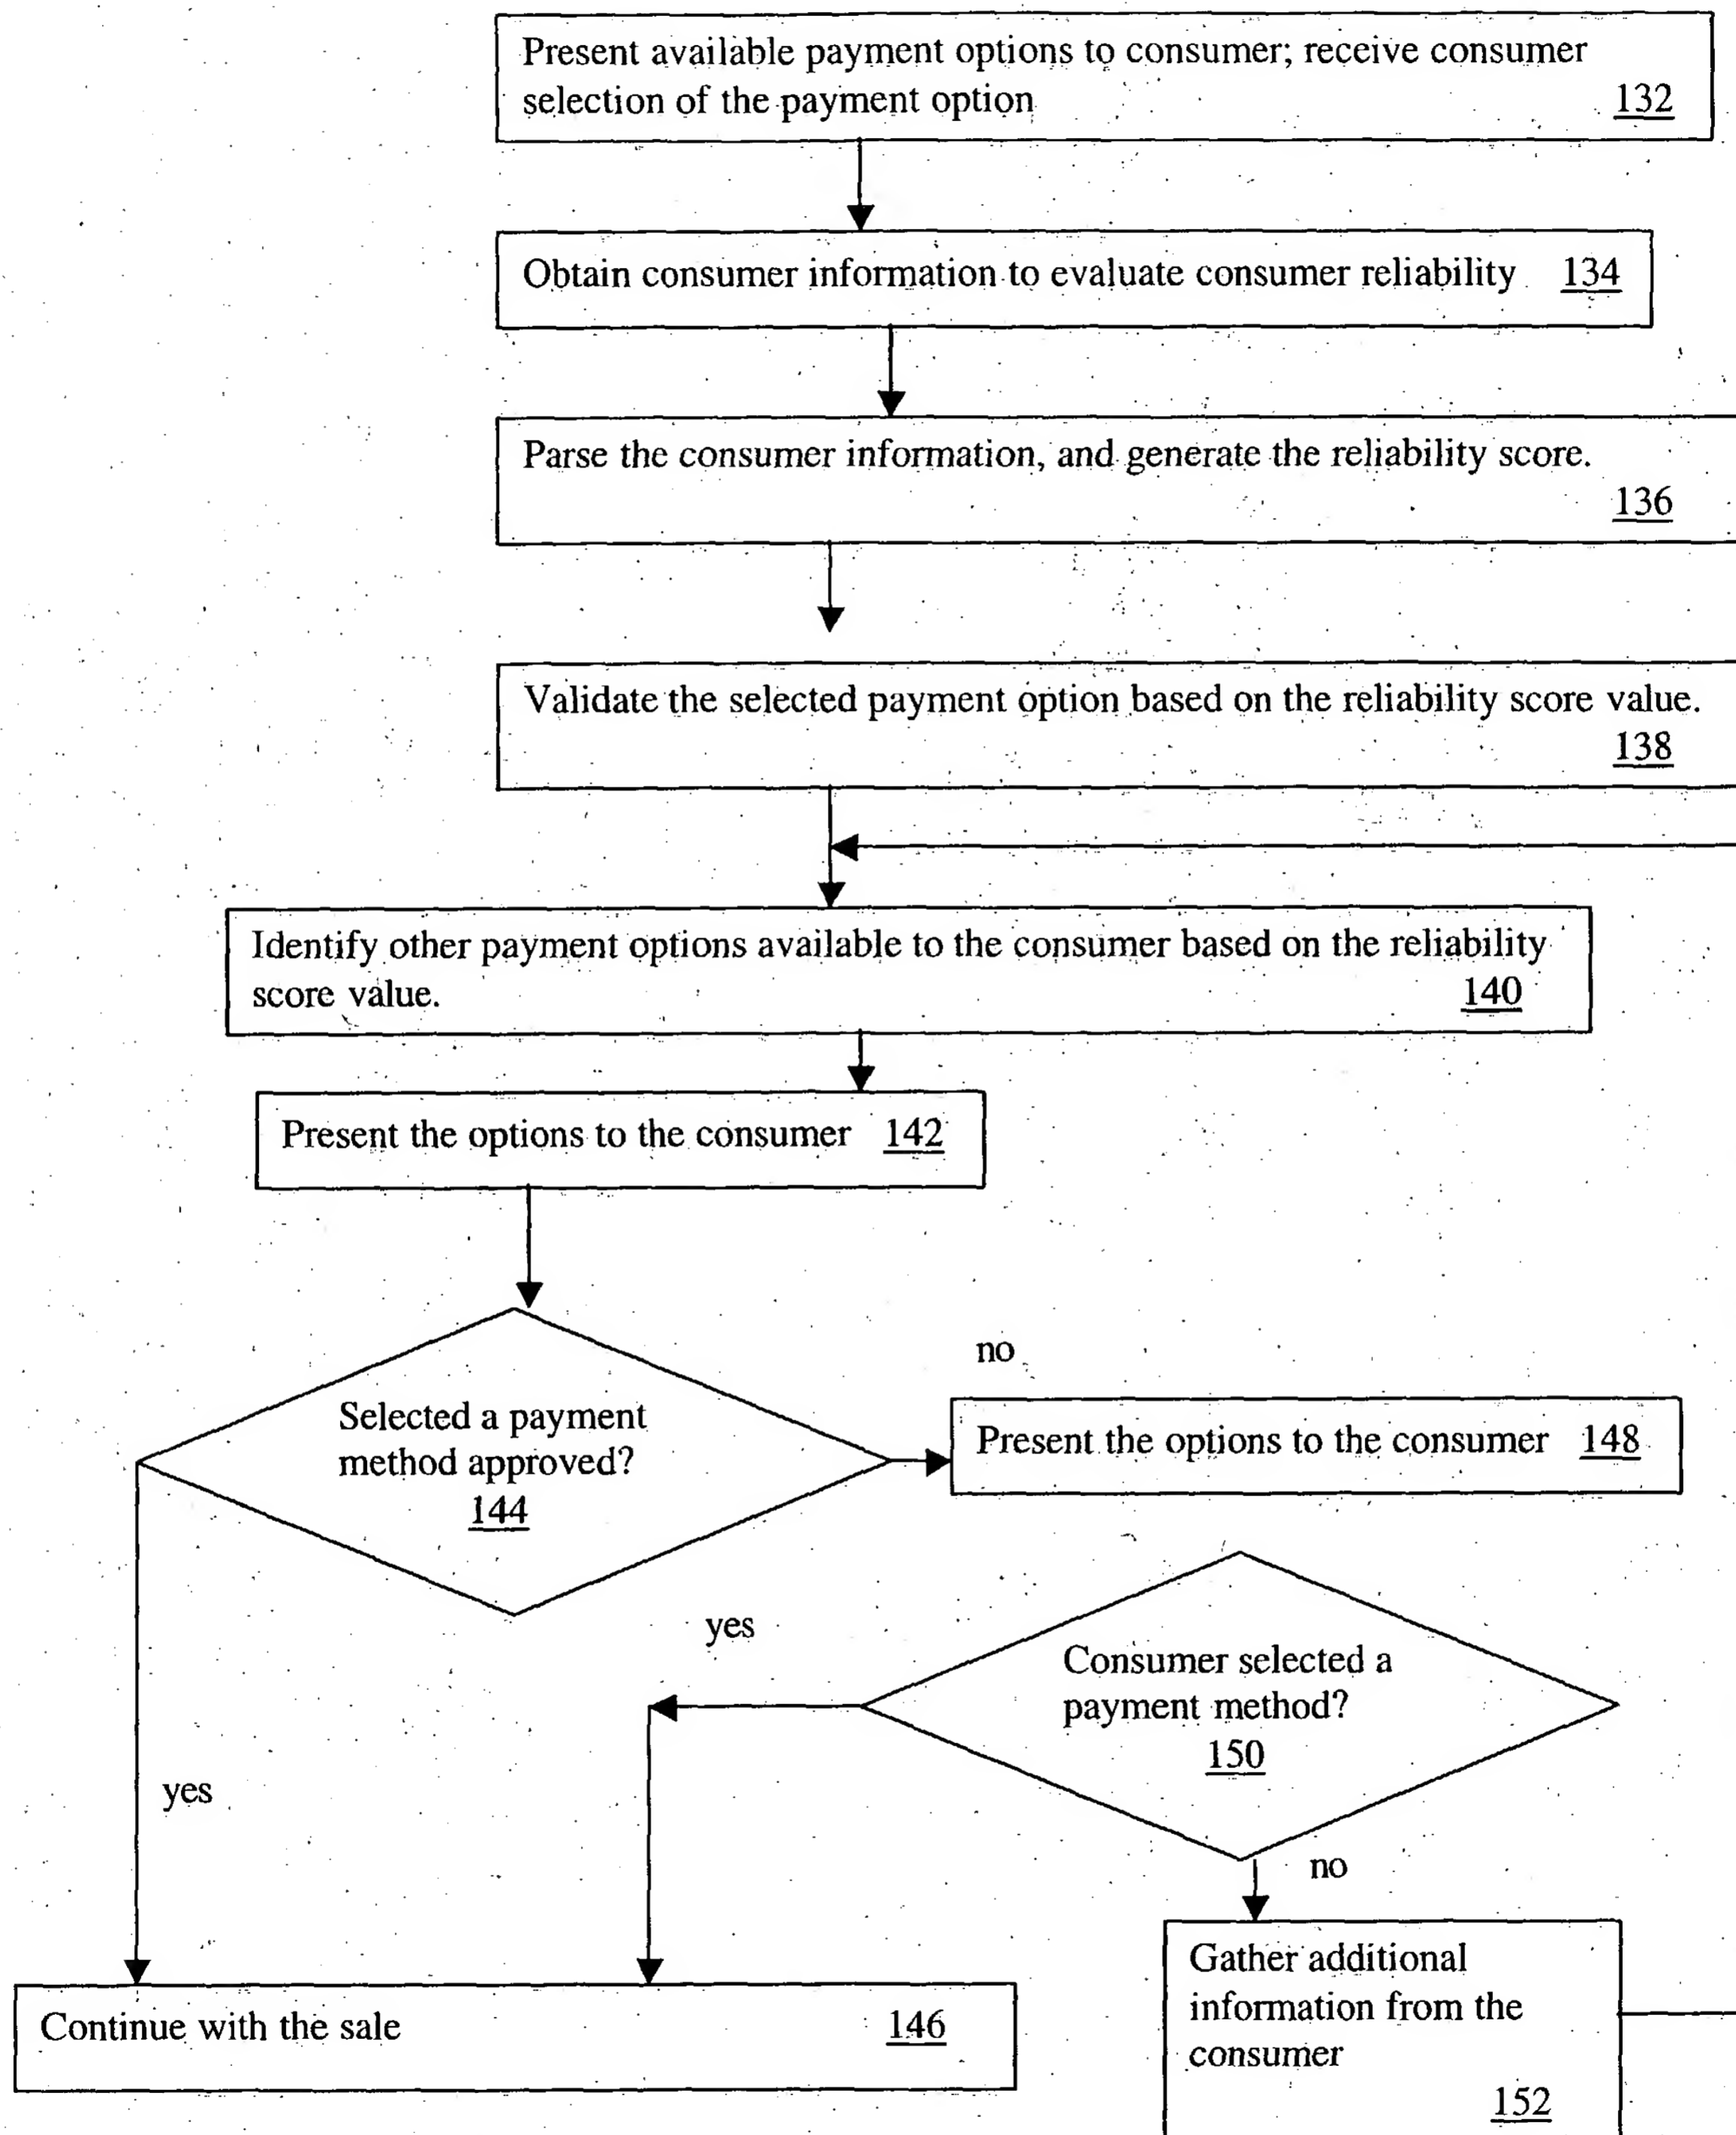 Present available payment options to consumer; receive consumer
selection of the payment option 132
Obtain consumer information to evaluate consumer reliability 134
Parse the consumer information, and generate the reliability score.
136
Validate the selected payment option based on the reliability score value.
138
Identify other payment options available to the consumer based on the reliability
score value. 140
Present the options to the consumer 142
no
Selected a payment
method approved?
144
Present the options to the consumer 148
yes
Consumer selected a
payment method?
150
yes
no
Continue with the sale 146
Gather additional
information from the
consumer
152